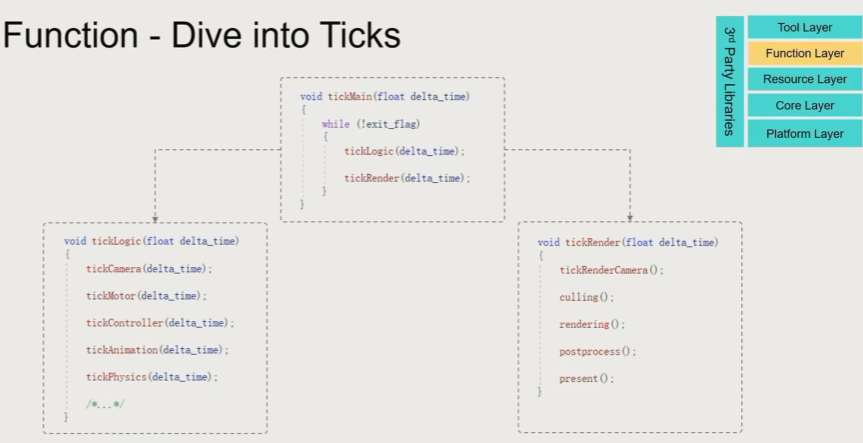 Function - Dive into Ticks
3rd Party Libraries
Tool Layer
Function Layer
Resource Layer
Core Layer
Platform Layer
void tickMain(float delta_time)
{
while (!exit_flag)
{
tickLogic(delta_time);
tickRender(delta_time);
}
}
void tickLogic(float delta_time)
{
tickCamera(delta_time);
tickMotor(delta_time);
tickController(delta_time);
tickAnimation(delta_time);
tickPhysics(delta_time);
/*...*/
}
void tickRender(float delta_time)
{
tickRenderCamera();
culling();
rendering();
postprocess();
present();
}